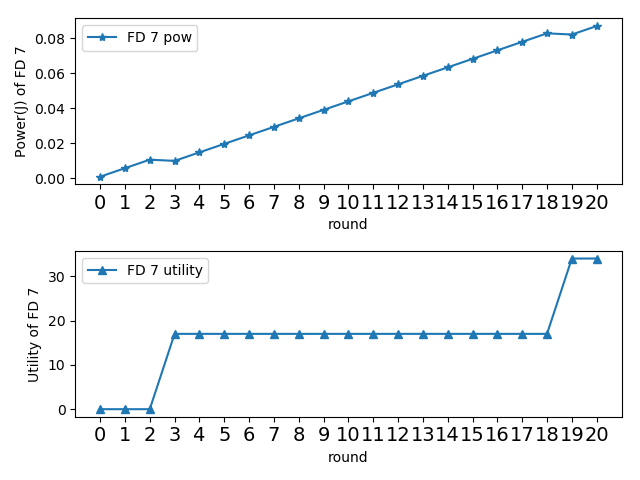 FD 7 pow
0.08
0.06
0.04
0.02
0.00
Power(J) of FD 7
0 1 2 3 4 5 6 7 8 9 10 11 12 13 14 15 16 17 18 19 20
round
FD 7 utility
30
20
10
0
Utility of FD 7
0 1 2 3 4 5 6 7 8 9 10 11 12 13 14 15 16 17 18 19 20
round